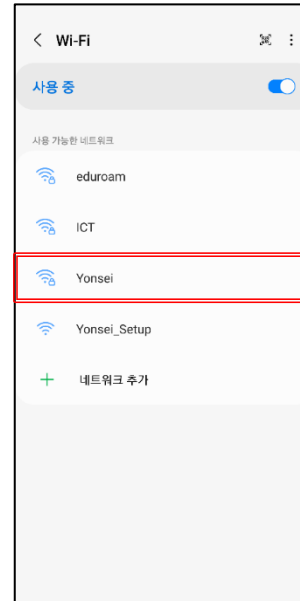 Wi-Fi
사용 중
사용 가능한 네트워크
eduroam
ICT
Yonsei
Yonsei_Setup
네트워크 추가